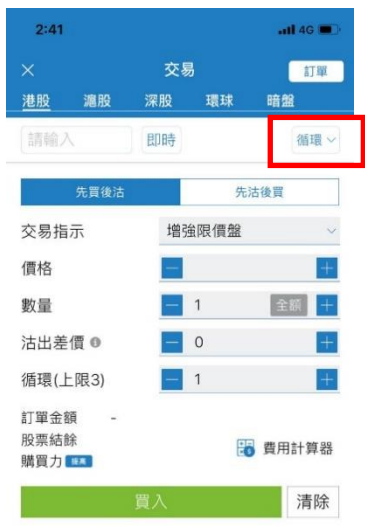 2:41 4G
× 交易 訂單
港股 滬股 深股 環球 暗盤
請輸入 即時 循環
先買後沽 先沽後買
交易指示 增強限價盤
價格
數量 1 全額
沽出差價 0
循環(上限3) 1
訂單金額 -
股票結餘
購買力 費用計算器
買入 清除